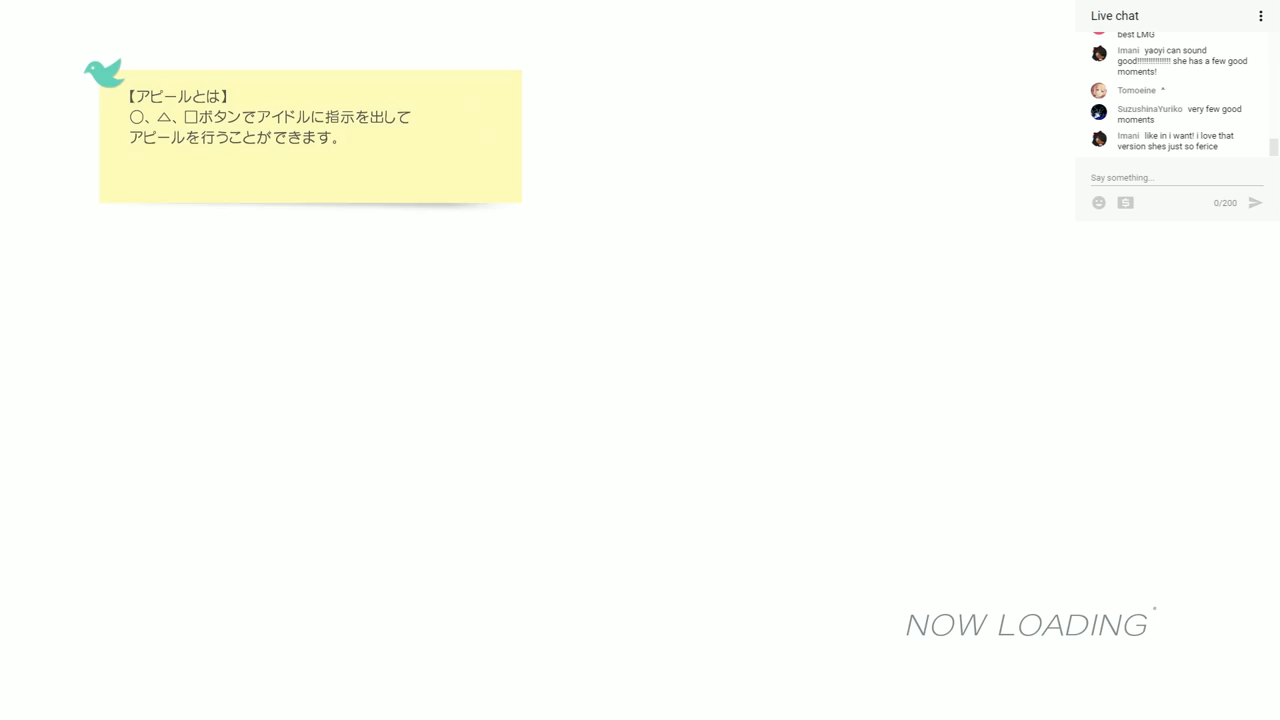 【アピールとは】
○、△、□ボタンでアイドルに指示を出して
アピールを行うことができます。
Live chat
best LMG
Imani yaoyi can sound
good!!!!!!!!!!!!!!! she has a few good
moments!
Tomoeine ^
SuzushinaYuriko very few good
moments
Imani like in i want! i love that
version shes just so ferice
Say something...
0/200
NOW LOADING